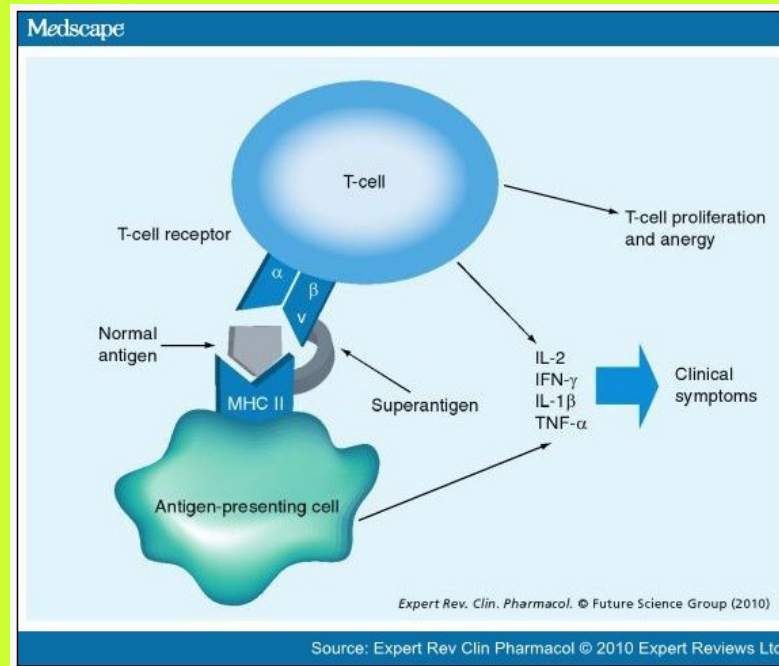 Medscape
T-cell
T-cell receptor
T-cell proliferation
and anergy
α
β
v
Normal
antigen
MHC II
Superantigen
IL-2
IFN-γ
IL-1β
TNF-α
Clinical
symptoms
Antigen-presenting cell
Expert Rev. Clin. Pharmacol. © Future Science Group (2010)
Source: Expert Rev Clin Pharmacol © 2010 Expert Reviews Ltd